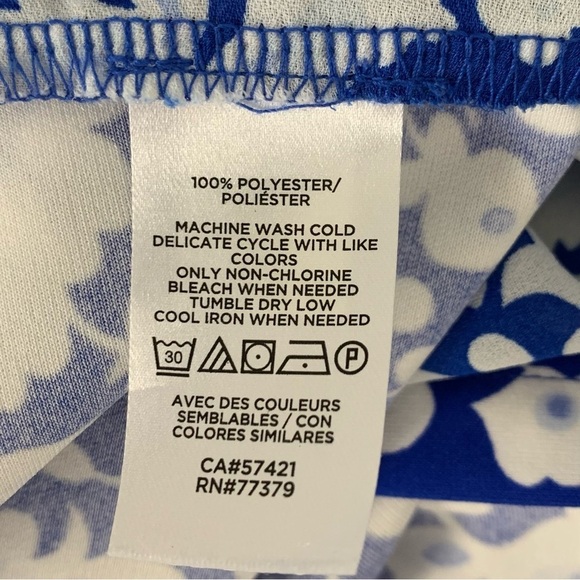 100% POLYESTER/
POLIÉSTER
MACHINE WASH COLD
DELICATE CYCLE WITH LIKE
COLORS
ONLY NON-CHLORINE
BLEACH WHEN NEEDED
TUMBLE DRY LOW
COOL IRON WHEN NEEDED
30 P
AVEC DES COULEURS
SEMBLABLES / CON
COLORES SIMILARES
CA#57421
RN#77379